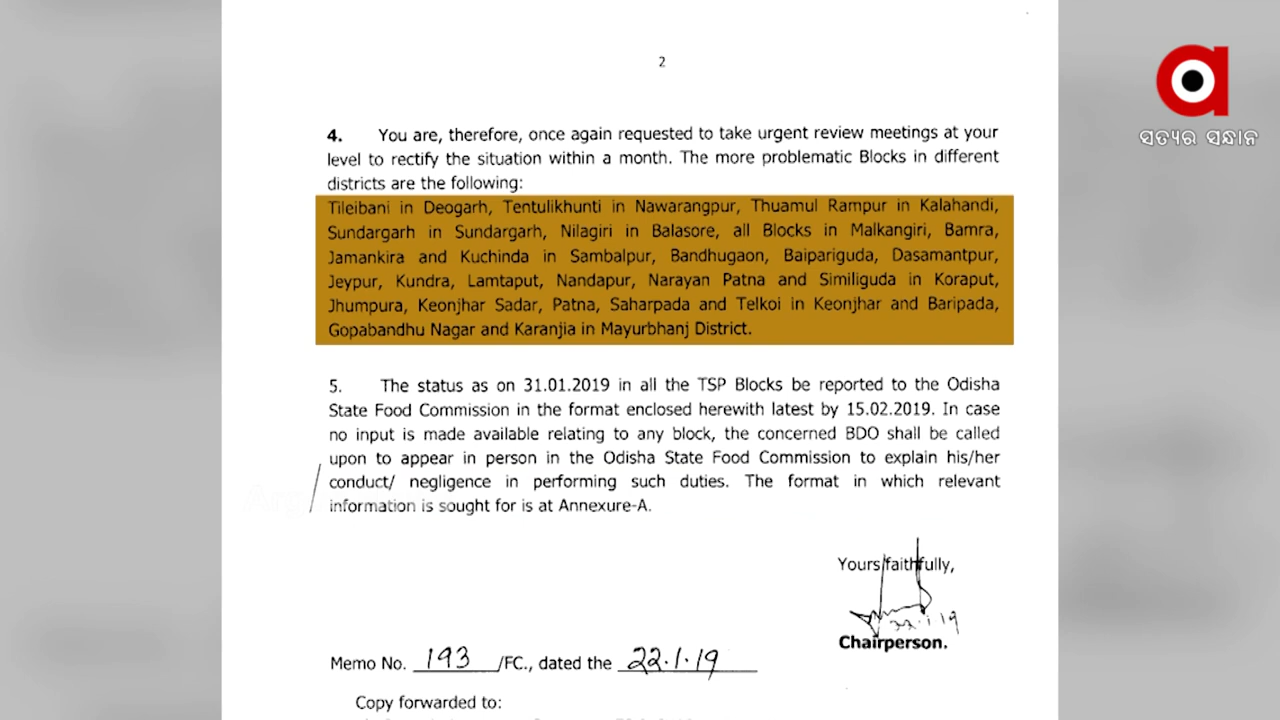 2
ସତ୍ୟର ସନ୍ଧାନ
4. You are, therefore, once again requested to take urgent review meetings at your
level to rectify the situation within a month. The more problematic Blocks in different
districts are the following:
Tileibani in Deogarh, Tentulikhunti in Nawarangpur, Thuamul Rampur in Kalahandi,
Sundargarh in Sundargarh, Nilagiri in Balasore, all Blocks in Malkangiri, Bamra,
Jamankira and Kuchinda in Sambalpur, Bandhugaon, Baipariguda, Dasamantpur,
Jeypur, Kundra, Lamtaput, Nandapur, Narayan Patna and Similiguda in Koraput,
Jhumpura, Keonjhar Sadar, Patna, Saharpada and Telkoi in Keonjhar and Baripada,
Gopabandhu Nagar and Karanjia in Mayurbhanj District.
5. The status as on 31.01.2019 in all the TSP Blocks be reported to the Odisha
State Food Commission in the format enclosed herewith latest by 15.02.2019. In case
no input is made available relating to any block, the concerned BDO shall be called
upon to appear in person in the Odisha State Food Commission to explain his/her
conduct/ negligence in performing such duties. The format in which relevant
information is sought for is at Annexure-A.
Yours faithfully,
22.1.19
Chairperson.
Memo No. 193 /FC., dated the 22.1.19
Copy forwarded to: